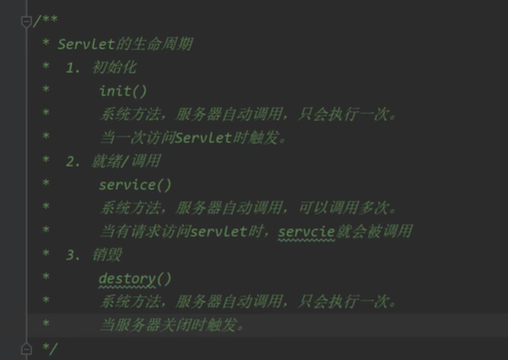 /**
 * Servlet的生命周期
 *  1. 初始化
 *      init()
 *      系统方法，服务器自动调用，只会执行一次。
 *      当一次访问Servlet时触发。
 *  2. 就绪/调用
 *      service()
 *      系统方法，服务器自动调用，可以调用多次。
 *      当有请求访问servlet时，servcie就会被调用
 *  3. 销毁
 *      destory()
 *      系统方法，服务器自动调用，只会执行一次。
 *      当服务器关闭时触发。
 */